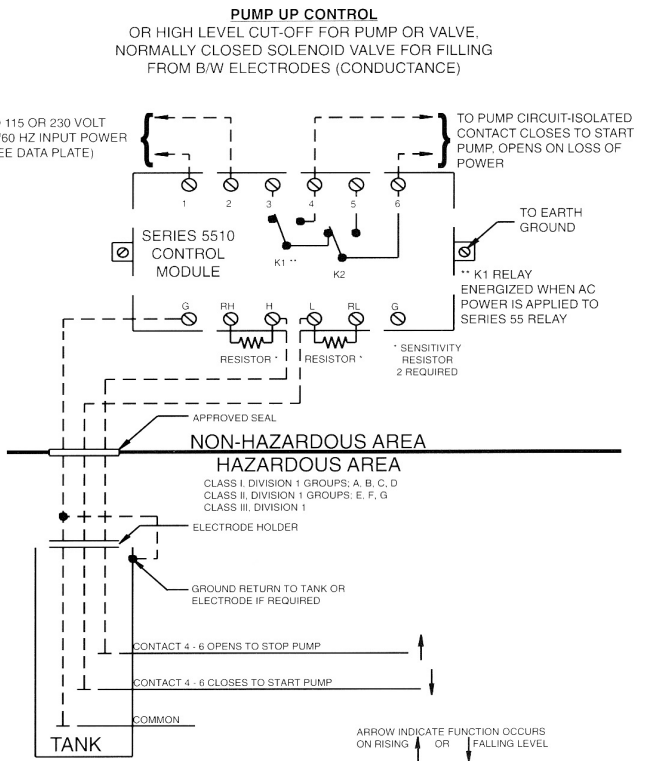 PUMP UP CONTROL
OR HIGH LEVEL CUT-OFF FOR PUMP OR VALVE,
NORMALLY CLOSED SOLENOID VALVE FOR FILLING
FROM B/W ELECTRODES (CONDUCTANCE)
115 OR 230 VOLT
60 HZ INPUT POWER
EE DATA PLATE)
TO PUMP CIRCUIT-ISOLATED
CONTACT CLOSES TO START
PUMP, OPENS ON LOSS OF
POWER
1 2 3 4 5 6
SERIES 5510
CONTROL
MODULE
K1 **
K2
TO EARTH
GROUND
** K1 RELAY
ENERGIZED WHEN AC
POWER IS APPLIED TO
SERIES 55 RELAY
G RH H L RL G
RESISTOR * RESISTOR *
* SENSITIVITY
RESISTOR
2 REQUIRED
APPROVED SEAL
NON-HAZARDOUS AREA
HAZARDOUS AREA
CLASS I. DIVISION 1 GROUPS; A, B, C, D
CLASS II, DIVISION 1 GROUPS: E, F, G
CLASS III, DIVISION 1
ELECTRODE HOLDER
GROUND RETURN TO TANK OR
ELECTRODE IF REQUIRED
CONTACT 4 - 6 OPENS TO STOP PUMP
CONTACT 4 - 6 CLOSES TO START PUMP
COMMON
TANK
ARROW INDICATE FUNCTION OCCURS
ON RISING OR FALLING LEVEL